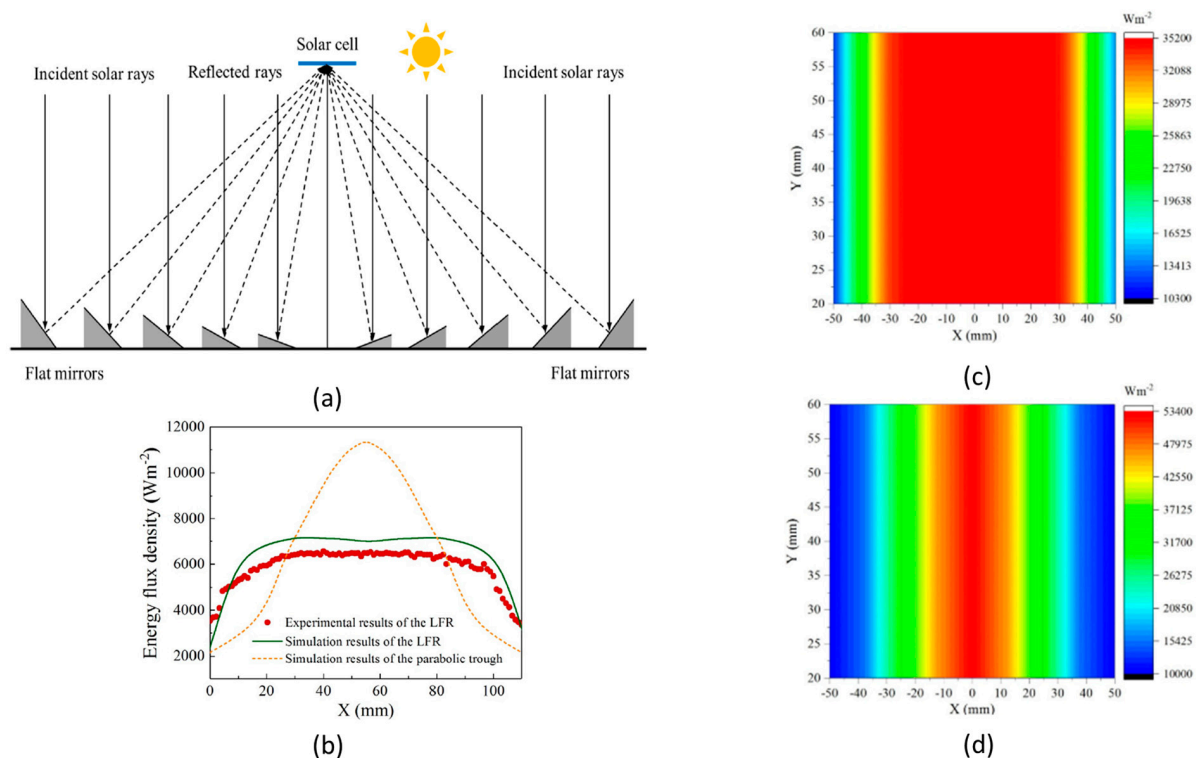 Solar cell
Incident solar rays
Reflected rays
Incident solar rays
Flat mirrors
Flat mirrors
(a)
Energy flux density (Wm-2)
12000
10000
8000
6000
4000
2000
Experimental results of the LFR
Simulation results of the LFR
Simulation results of the parabolic trough
0 20 40 60 80 100
X (mm)
(b)
Wm-2
Y (mm)
60
55
50
45
40
35
30
25
20
-50 -40 -30 -20 -10 0 10 20 30 40 50
X (mm)
35200
32088
28975
25863
22750
19638
16525
13413
10300
(c)
Wm-2
Y (mm)
60
55
50
45
40
35
30
25
20
-50 -40 -30 -20 -10 0 10 20 30 40 50
X (mm)
53400
47975
42550
37125
31700
26275
20850
15425
10000
(d)